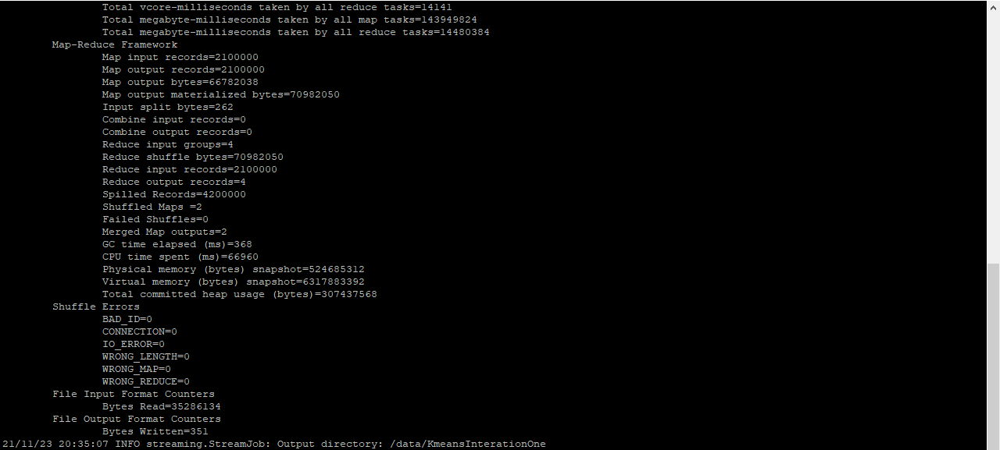 Total vcore-milliseconds taken by all reduce tasks=14141
Total megabyte-milliseconds taken by all map tasks=143949824
Total megabyte-milliseconds taken by all reduce tasks=14480384
Map-Reduce Framework
Map input records=2100000
Map output records=2100000
Map output bytes=66782038
Map output materialized bytes=70982050
Input split bytes=262
Combine input records=0
Combine output records=0
Reduce input groups=4
Reduce shuffle bytes=70982050
Reduce input records=2100000
Reduce output records=4
Spilled Records=4200000
Shuffled Maps =2
Failed Shuffles=0
Merged Map outputs=2
GC time elapsed (ms)=368
CPU time spent (ms)=66960
Physical memory (bytes) snapshot=524685312
Virtual memory (bytes) snapshot=6317883392
Total committed heap usage (bytes)=307437568
Shuffle Errors
BAD_ID=0
CONNECTION=0
IO_ERROR=0
WRONG_LENGTH=0
WRONG_MAP=0
WRONG_REDUCE=0
File Input Format Counters
Bytes Read=35286134
File Output Format Counters
Bytes Written=351
21/11/23 20:35:07 INFO streaming.StreamJob: Output directory: /data/KmeansInterationOne